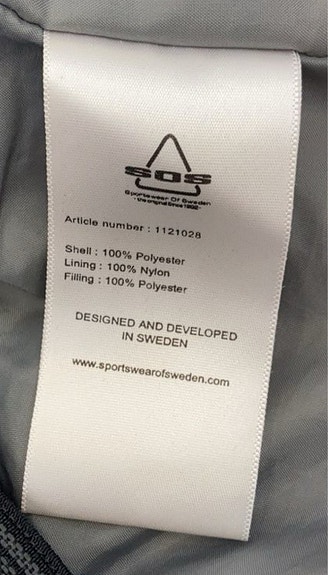 SOS
Sportswear Of Sweden
Article number : 1121028
Shell : 100% Polyester
Lining : 100% Nylon
Filling : 100% Polyester
DESIGNED AND DEVELOPED
IN SWEDEN
www.sportswearofsweden.com